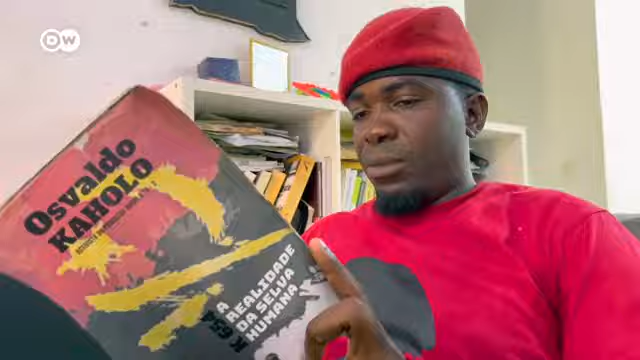 DW
Osvaldo
KAHOLO
A
REALIDADE
DA SELVA
HUMANA